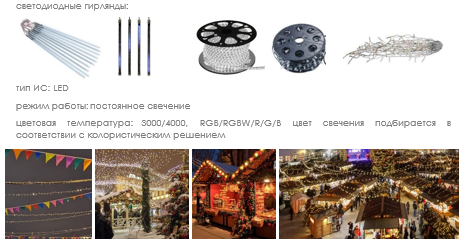 светодиодные гирлянды:
тип ИС: LED
режим работы: постоянное свечение
цветовая температура: 3000/4000, RGB/RGBW/R/G/B цвет свечения подбирается в
соответствии с колористическим решением